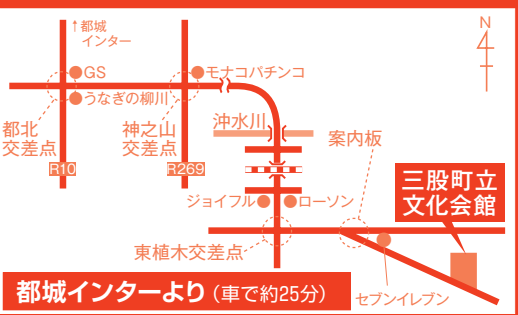 ↑都城
インター
N
GS
モナコパチンコ
うなぎの柳川
都北
交差点
神之山
交差点
沖水川
案内板
R10
R269
三股町立
文化会館
ジョイフル
ローソン
東植木交差点
都城インターより(車で約25分)
セブンイレブン